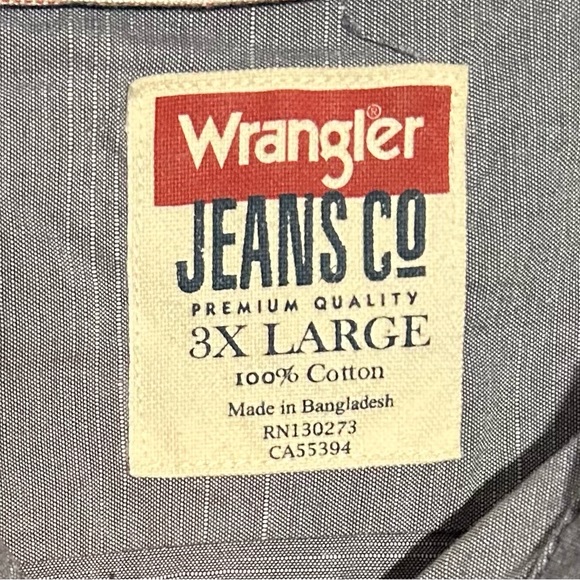 Wrangler®
JEANS CO
PREMIUM QUALITY
3X LARGE
100% Cotton
Made in Bangladesh
RN130273
CA55394